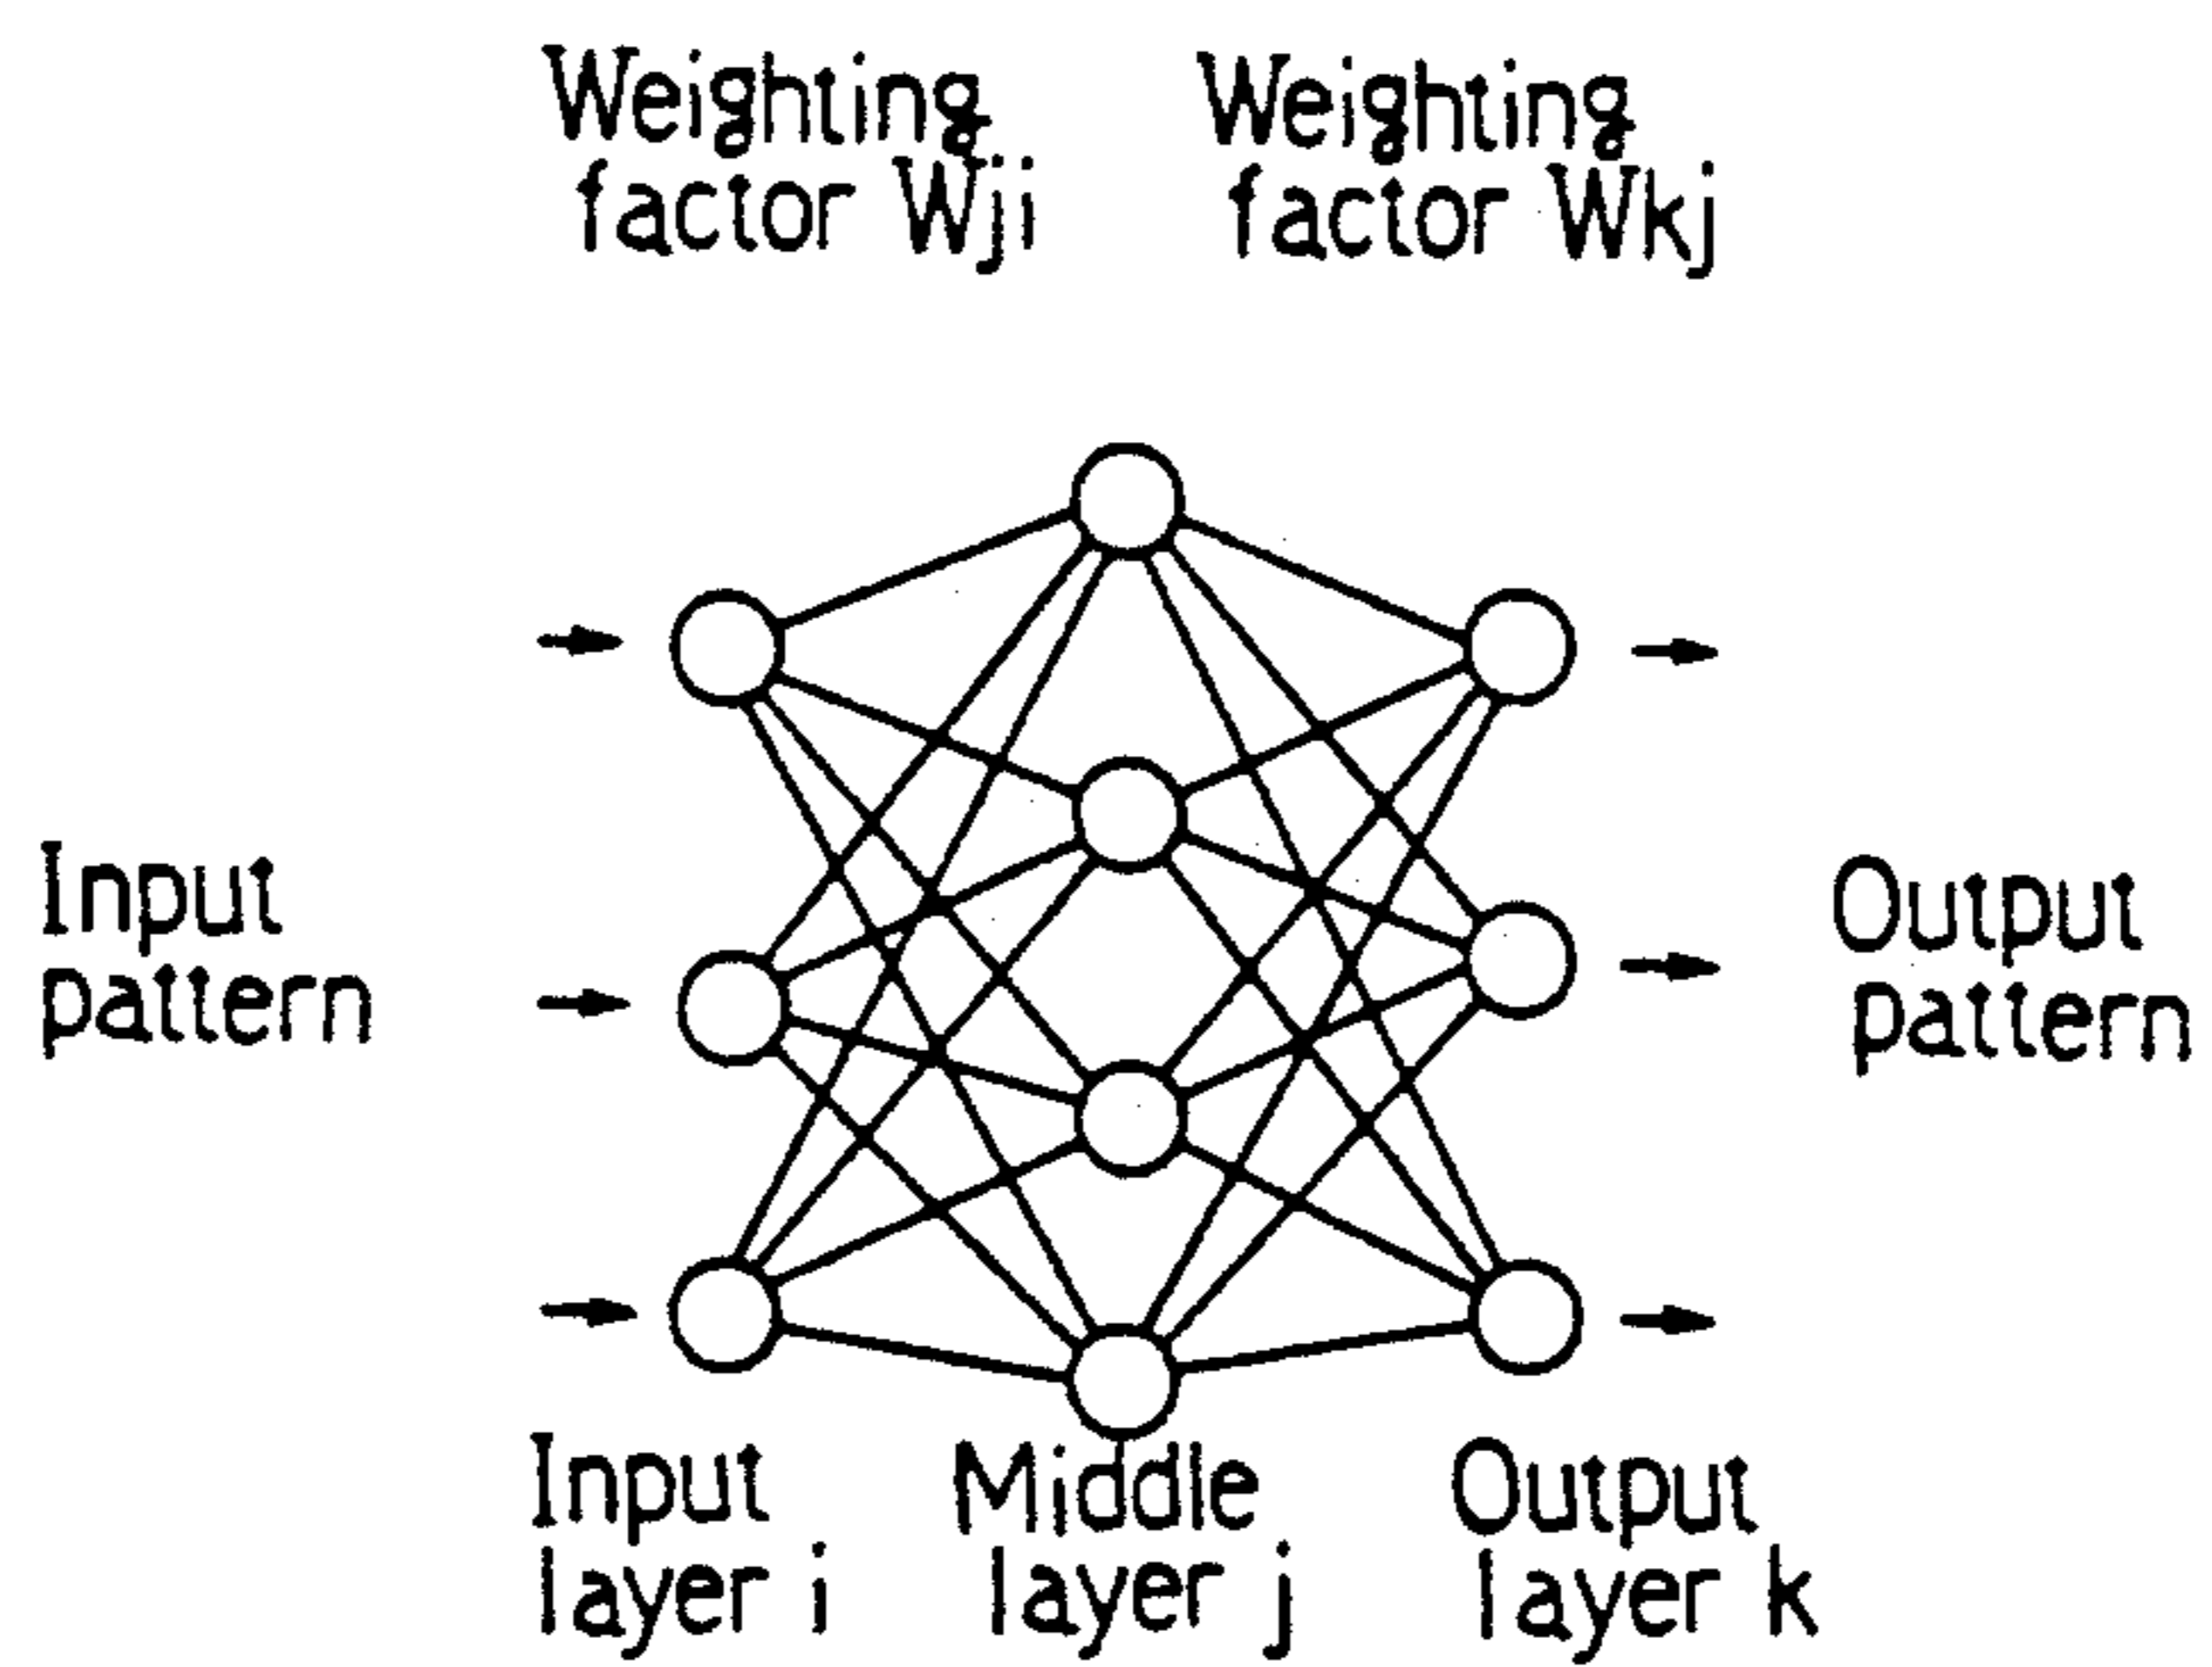 Weighting
factor Wji
Weighting
factor Wkj
Input
pattern
Output
pattern
Input
layer i
Middle
layer j
Output
layer k